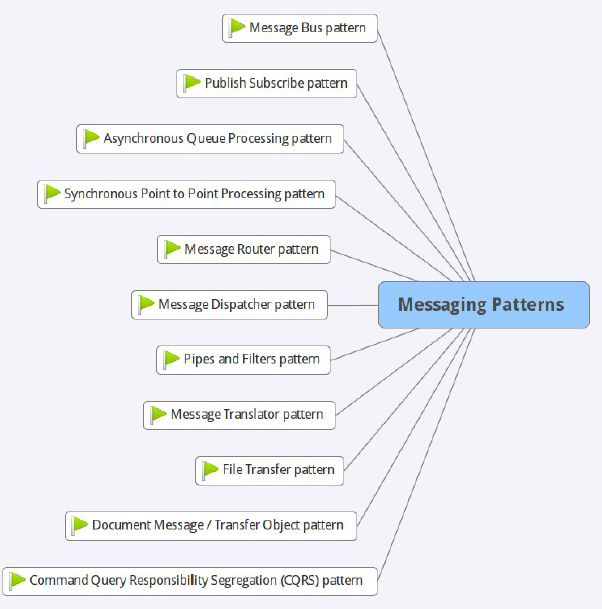 Message Bus pattern
Publish Subscribe pattern
Asynchronous Queue Processing pattern
Synchronous Point to Point Processing pattern
Message Router pattern
Message Dispatcher pattern
Messaging Patterns
Pipes and Filters pattern
Message Translator pattern
File Transfer pattern
Document Message / Transfer Object pattern
Command Query Responsibility Segregation (CQRS) pattern